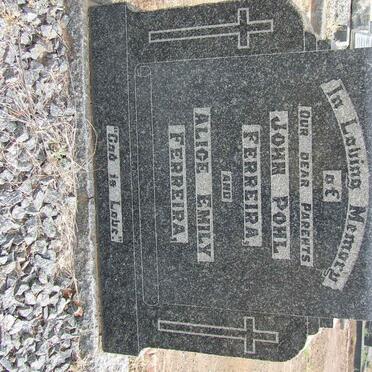 In Loving Memory
of
OUR DEAR PARENTS
JOHN POHL
FERREIRA,
AND
ALICE EMILY
FERREIRA,
"God is Love."